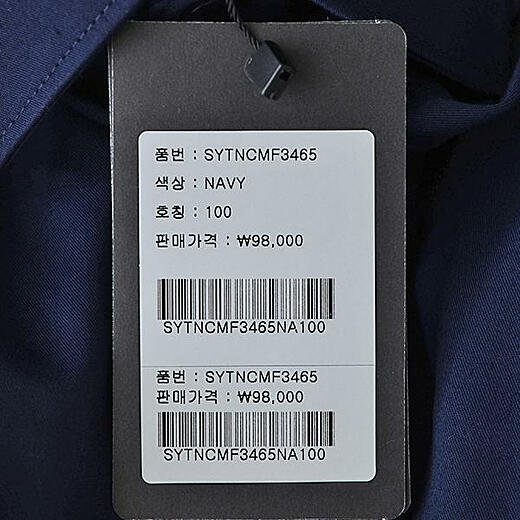 품번 : SYTNCMF3465
색상 : NAVY
호칭 : 100
판매가격 : ₩98,000
SYTNCMF3465NA100
품번 : SYTNCMF3465
판매가격 : ₩98,000
SYTNCMF3465NA100